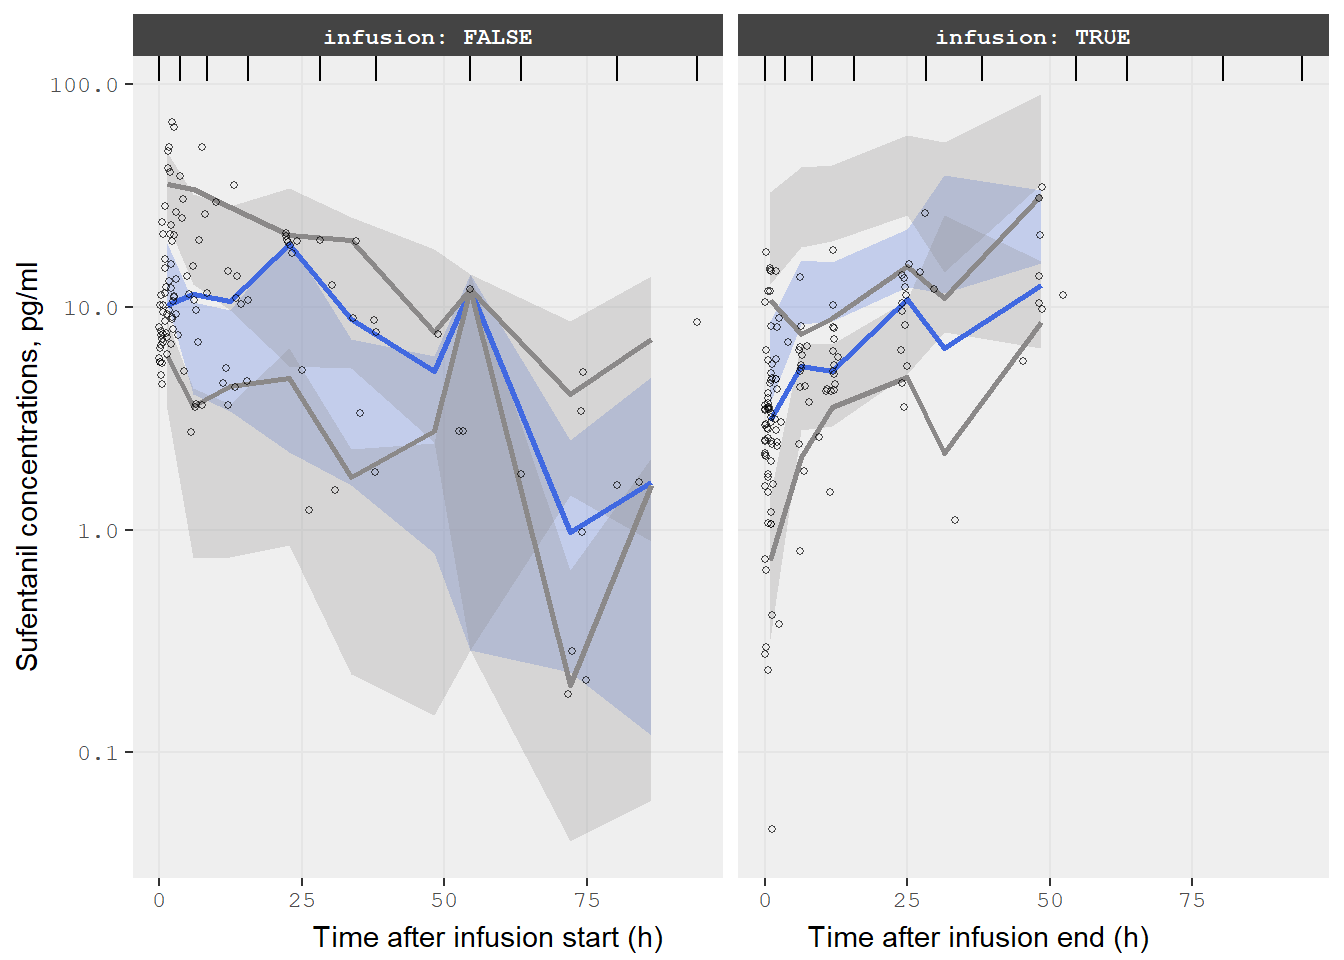 infusion: FALSE
infusion: TRUE
Sufentanil concentrations, pg/ml
100.0
10.0
1.0
0.1
0
25
50
75
0
25
50
75
Time after infusion start (h)
Time after infusion end (h)